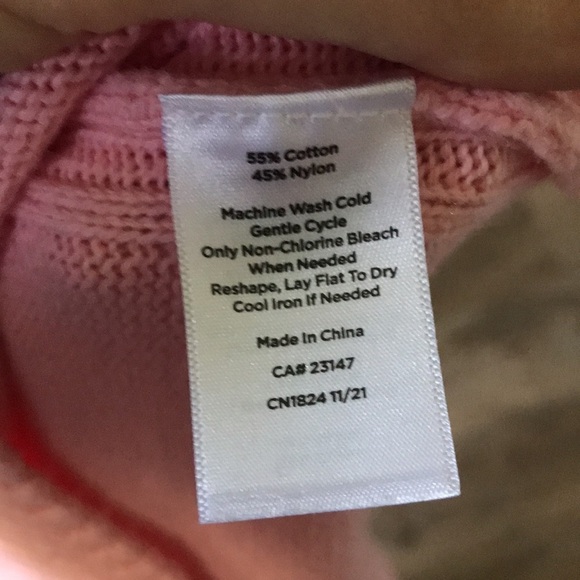 55% Cotton
45% Nylon
Machine Wash Cold
Gentle Cycle
Only Non-Chlorine Bleach
When Needed
Reshape, Lay Flat To Dry
Cool Iron If Needed
Made In China
CA# 23147
CN1824 11/21